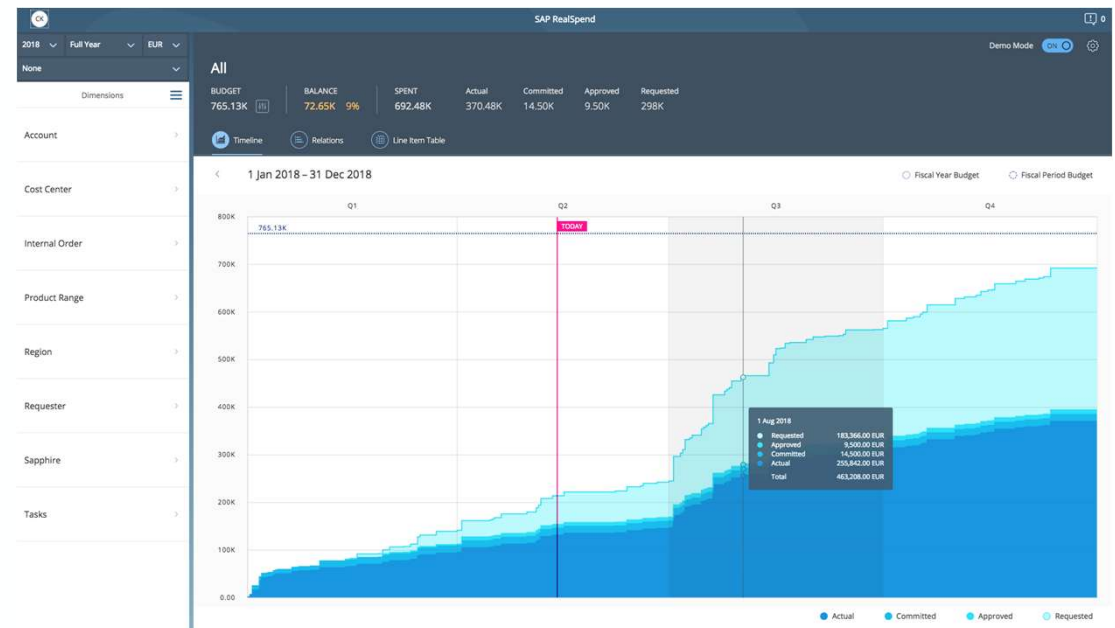 CK
SAP RealSpend
0
2018 Full Year EUR
None
Dimensions
Account
Cost Center
Internal Order
Product Range
Region
Requester
Sapphire
Tasks
Demo Mode ON
All
BUDGET BALANCE SPENT Actual Committed Approved Requested
765.13K 72.65K 9% 692.48K 370.48K 14.50K 9.50K 298K
Timeline Relations Line Item Table
1 Jan 2018 – 31 Dec 2018
Fiscal Year Budget Fiscal Period Budget
Q1 Q2 Q3 Q4
800K
765.13K
TODAY
700K
600K
500K
400K
300K
200K
100K
0.00
1 Aug 2018
Requested 183,366.00 EUR
Approved 9,500.00 EUR
Committed 14,500.00 EUR
Actual 255,842.00 EUR
Total 463,208.00 EUR
Actual Committed Approved Requested